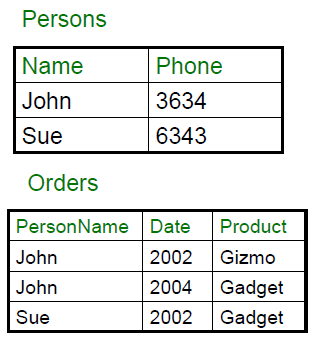 Persons
Name Phone
John 3634
Sue 6343
Orders
PersonName Date Product
John 2002 Gizmo
John 2004 Gadget
Sue 2002 Gadget